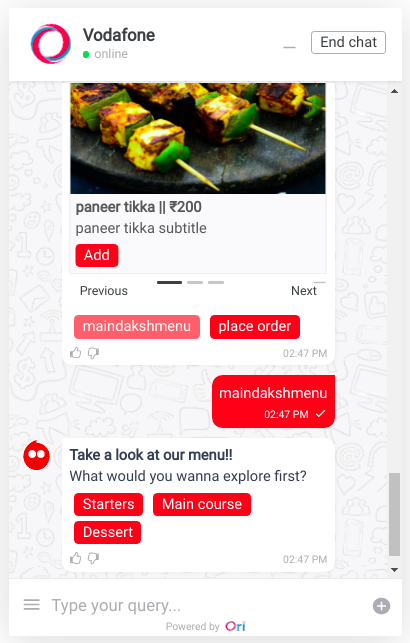 Vodafone
online
End chat
paneer tikka || ₹200
paneer tikka subtitle
Add
Previous
Next
maindakshmenu
place order
02:47 PM
maindakshmenu
02:47 PM
Take a look at our menu!!
What would you wanna explore first?
Starters
Main course
Dessert
02:47 PM
Type your query...
Powered by Ori